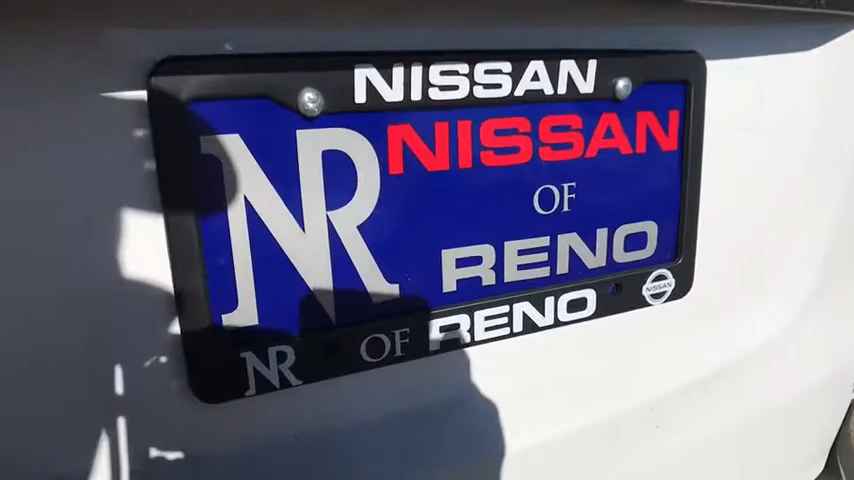 NISSAN
NR
NISSAN
OF
RENO
NR OF RENO
NISSAN